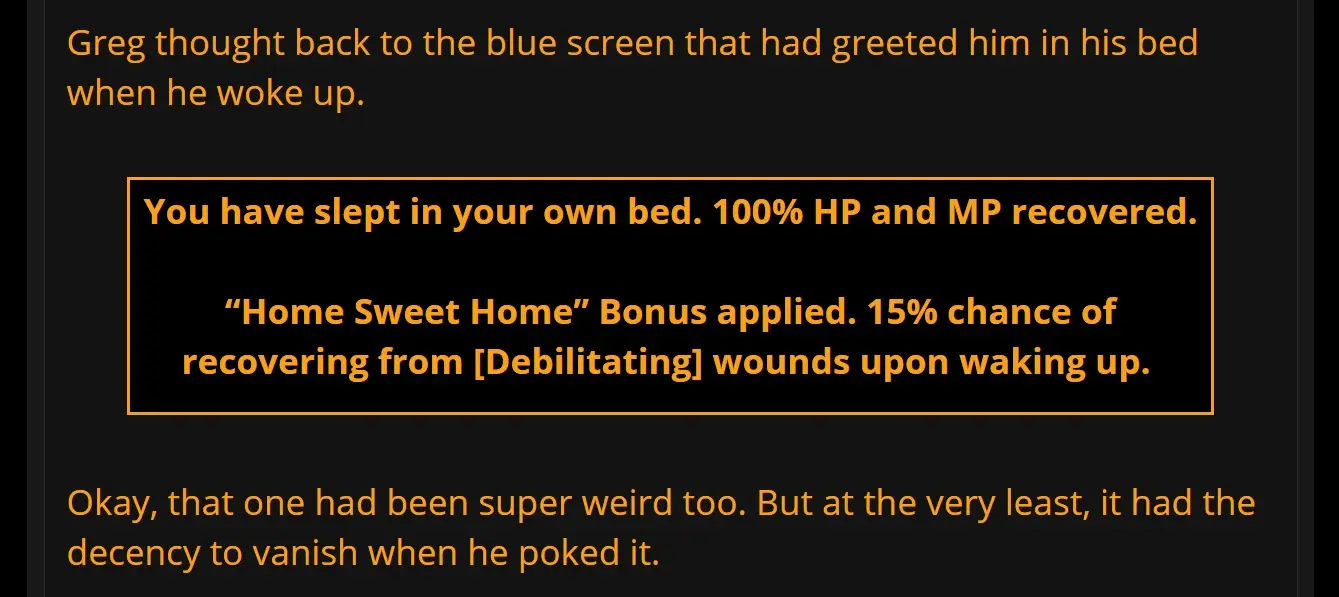 Greg thought back to the blue screen that had greeted him in his bed
when he woke up.
You have slept in your own bed. 100% HP and MP recovered.
“Home Sweet Home” Bonus applied. 15% chance of
recovering from [Debilitating] wounds upon waking up.
Okay, that one had been super weird too. But at the very least, it had the
decency to vanish when he poked it.